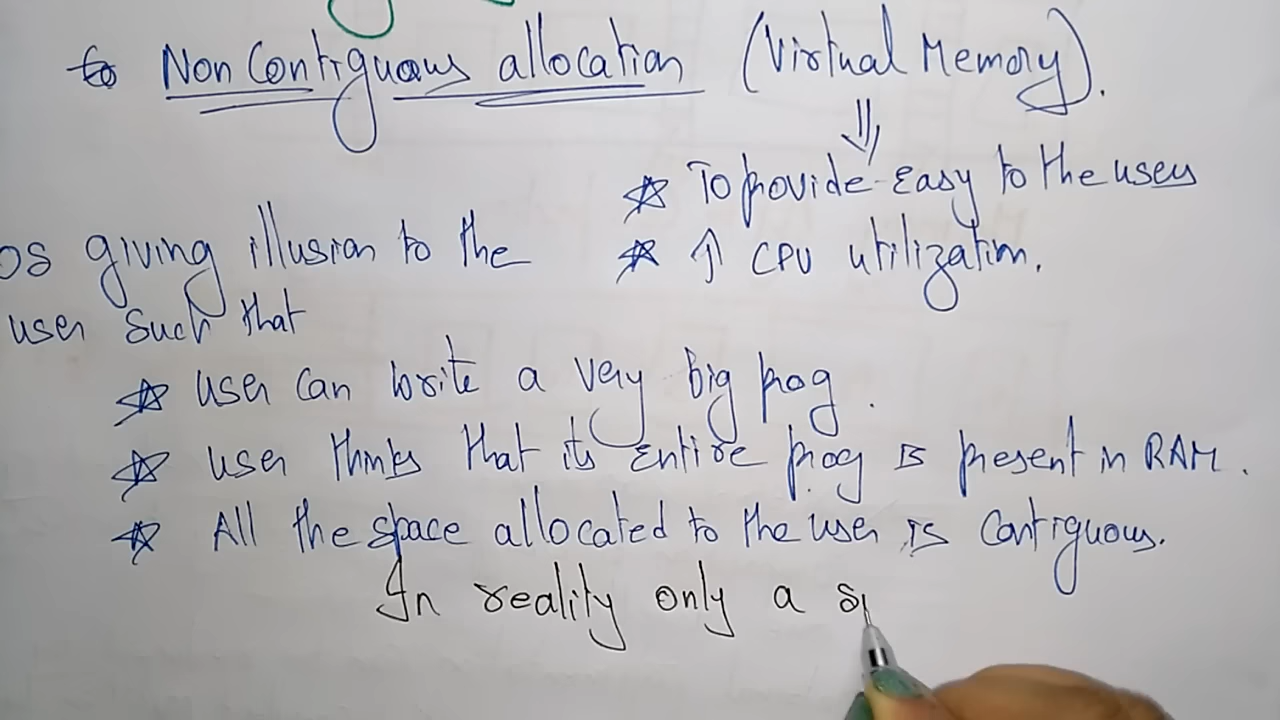 Non Contiguous allocation (Virtual Memory).
⇓
☆ To provide easy to the users
OS giving illusion to the
☆ ↑ CPU utilization.
user such that
☆ user can write a very big prog.
☆ user thinks that its entire prog is present in RAM.
☆ All the space allocated to the user is contiguous.
In reality only a s